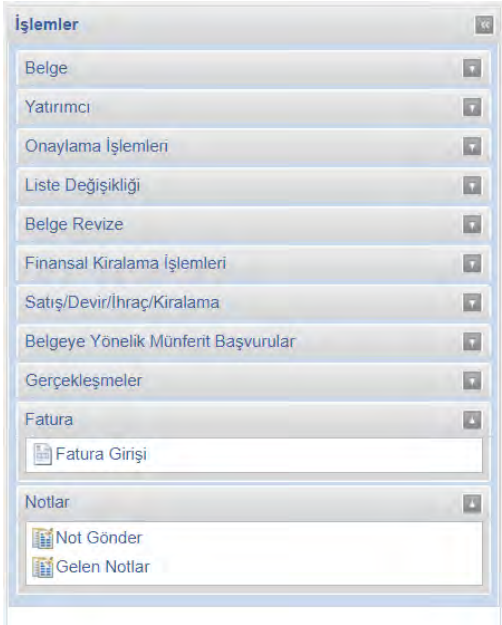 İşlemler
Belge
Yatırımcı
Onaylama İşlemleri
Liste Değişikliği
Belge Revize
Finansal Kiralama İşlemleri
Satış/Devir/İhraç/Kiralama
Belgeye Yönelik Münferit Başvurular
Gerçekleşmeler
Fatura
Fatura Girişi
Notlar
Not Gönder
Gelen Notlar